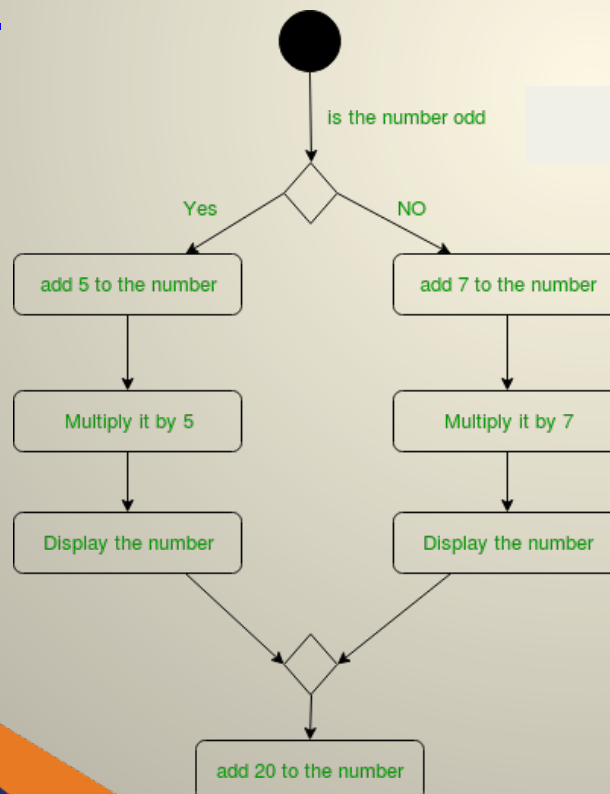 is the number odd
Yes
NO
add 5 to the number
add 7 to the number
Multiply it by 5
Multiply it by 7
Display the number
Display the number
add 20 to the number